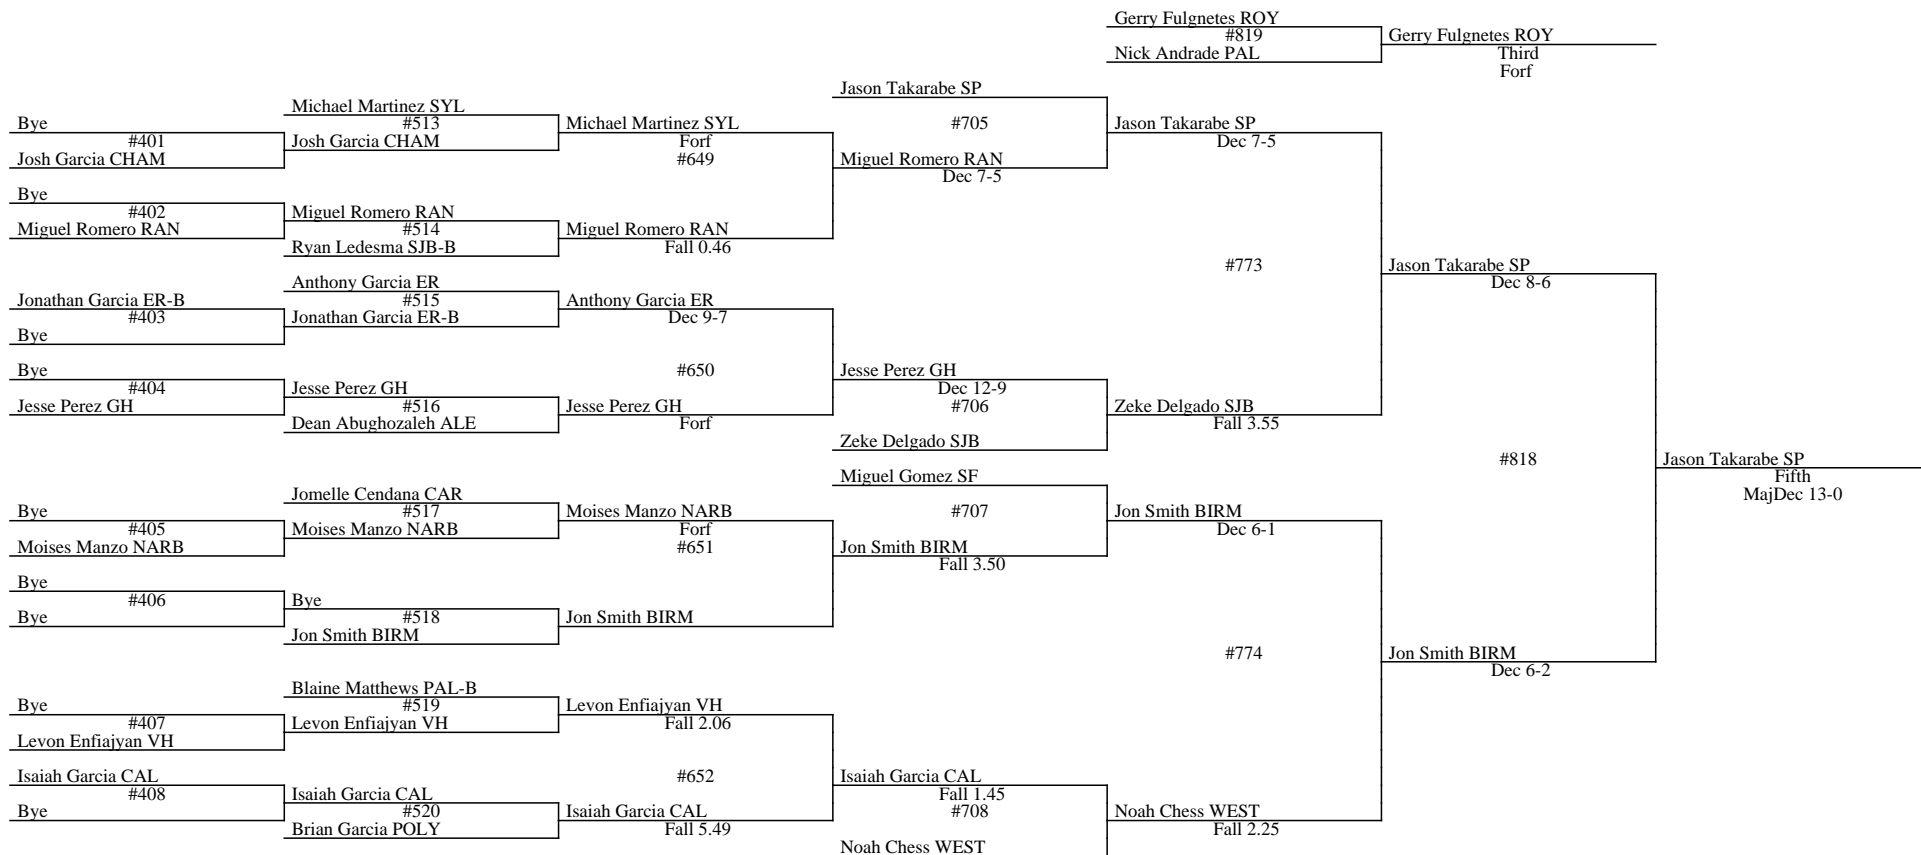 Gerry Fulgnetes ROY
#819
Nick Andrade PAL
Gerry Fulgnetes ROY
Third
Forf
Bye
#401
Josh Garcia CHAM
Bye
#402
Miguel Romero RAN
Jonathan Garcia ER-B
#403
Bye
Bye
#404
Jesse Perez GH
Bye
#405
Moises Manzo NARB
Bye
#406
Bye
Bye
#407
Levon Enfiajyan VH
Isaiah Garcia CAL
#408
Bye
Michael Martinez SYL
#513
Josh Garcia CHAM
Miguel Romero RAN
#514
Ryan Ledesma SJB-B
Anthony Garcia ER
#515
Jonathan Garcia ER-B
Jesse Perez GH
#516
Dean Abughozaleh ALE
Jomelle Cendana CAR
#517
Moises Manzo NARB
Bye
#518
Jon Smith BIRM
Blaine Matthews PAL-B
#519
Levon Enfiajyan VH
Isaiah Garcia CAL
#520
Brian Garcia POLY
Michael Martinez SYL
Forf
#649
Miguel Romero RAN
Fall 0.46
Anthony Garcia ER
Dec 9-7
#650
Jesse Perez GH
Forf
Moises Manzo NARB
Forf
#651
Jon Smith BIRM
Levon Enfiajyan VH
Fall 2.06
#652
Isaiah Garcia CAL
Fall 5.49
Jason Takarabe SP
#705
Miguel Romero RAN
Dec 7-5
Jesse Perez GH
Dec 12-9
#706
Zeke Delgado SJB
Miguel Gomez SF
#707
Jon Smith BIRM
Fall 3.50
Isaiah Garcia CAL
Fall 1.45
#708
Noah Chess WEST
Jason Takarabe SP
Dec 7-5
#773
Zeke Delgado SJB
Fall 3.55
Jon Smith BIRM
Dec 6-1
#774
Noah Chess WEST
Fall 2.25
Jason Takarabe SP
Dec 8-6
#818
Jon Smith BIRM
Dec 6-2
Jason Takarabe SP
Fifth
MajDec 13-0